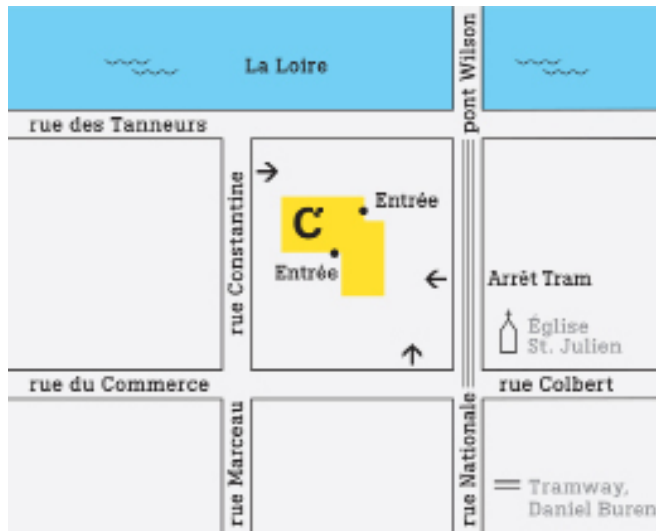 La Loire
pont Wilson
rue des Tanneurs
rue Constantine
C
Entrée
Entrée
Arrêt Tram
Église
St. Julien
rue du Commerce
rue Colbert
rue Marceau
rue Nationale
Tramway,
Daniel Buren